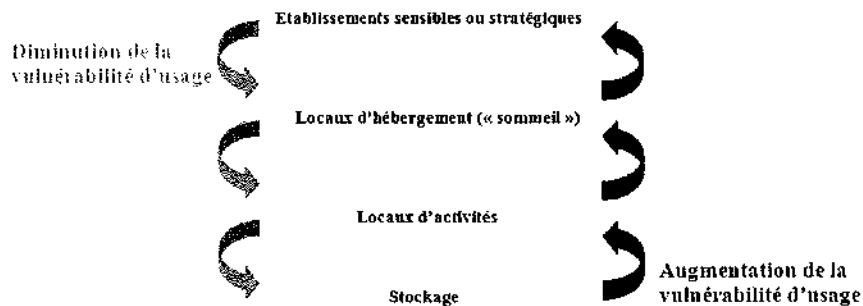 Etablissements sensibles ou stratégiques
Diminution de la
vulnérabilité d'usage
Locaux d'hébergement (« sommeil »)
Locaux d'activités
Stockage
Augmentation de la
vulnérabilité d'usage